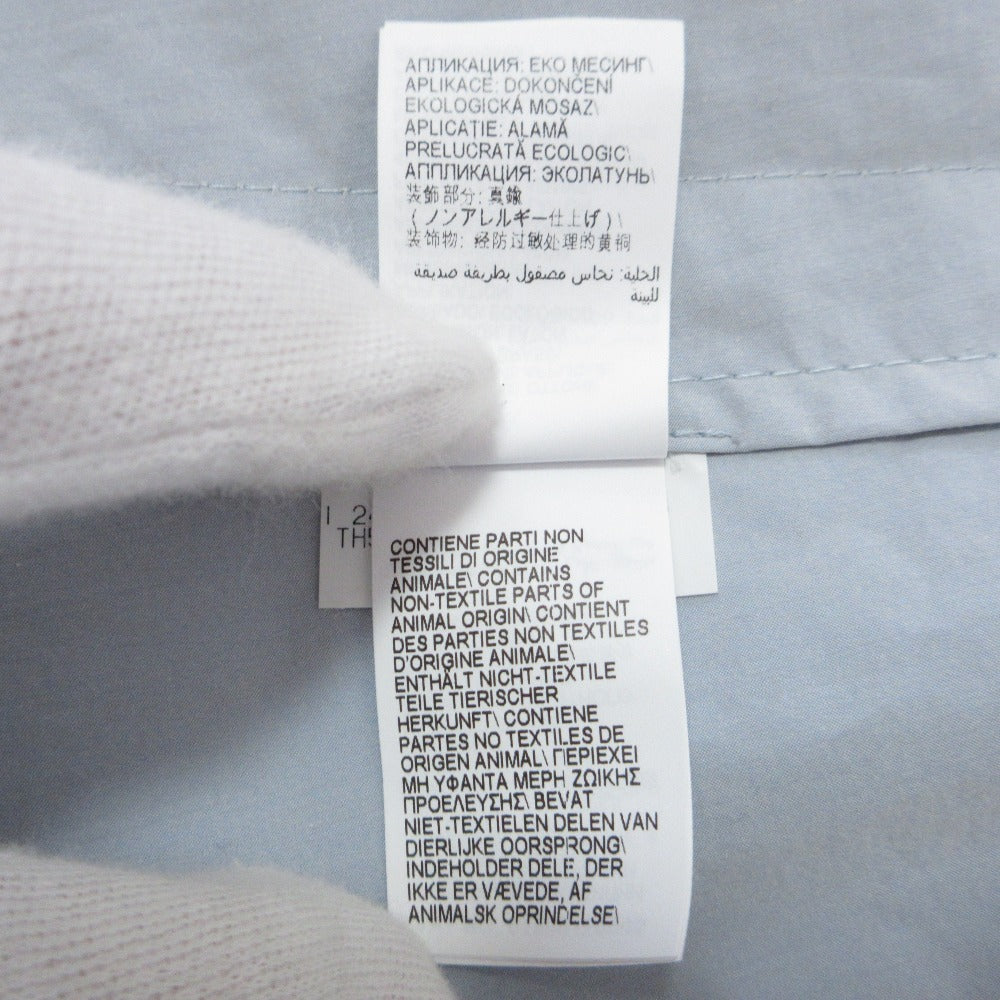 АПЛИКАЦИЯ: ЕКО МЕСИНГ\
APLIKACE: DOKONČENÍ
EKOLOGICKÁ MOSAZ\
APLICAȚIE: ALAMĂ
PRELUCRATĂ ECOLOGIC\
АППЛИКАЦИЯ: ЭКОЛАТУНЬ\
装飾部分: 真鍮
(ノンアレルギー仕上げ)\
装饰物: 经防过敏处理的黄铜
الحلية: نحاس مصقول بطريقة صديقة
للبيئة
I 24
TH5
CONTIENE PARTI NON
TESSILI DI ORIGINE
ANIMALE\ CONTAINS
NON-TEXTILE PARTS OF
ANIMAL ORIGIN\ CONTIENT
DES PARTIES NON TEXTILES
D'ORIGINE ANIMALE\
ENTHÄLT NICHT-TEXTILE
TEILE TIERISCHER
HERKUNFT\ CONTIENE
PARTES NO TEXTILES DE
ORIGEN ANIMAL\ ΠΕΡΙΕΧΕΙ
ΜΗ ΥΦΑΝΤΑ ΜΕΡΗ ΖΩΙΚΗΣ
ΠΡΟΕΛΕΥΣΗΣ\ BEVAT
NIET-TEXTIELEN DELEN VAN
DIERLIJKE OORSPRONG\
INDEHOLDER DELE, DER
IKKE ER VÆVEDE, AF
ANIMALSK OPRINDELSE\